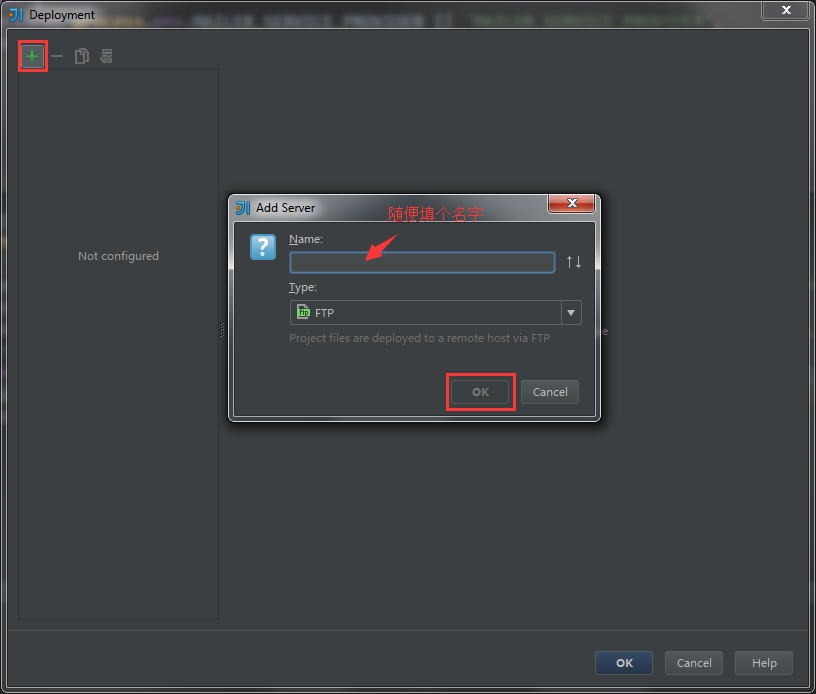 Deployment
Not configured
Add Server
随便填个名字
Name:
Type:
FTP
Project files are deployed to a remote host via FTP
OK
Cancel
OK
Cancel
Help